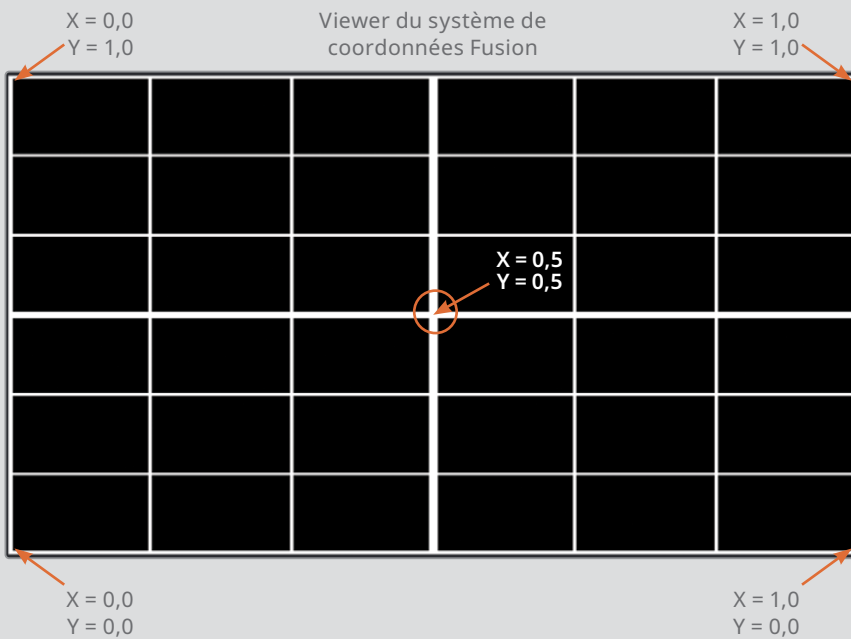 X = 0,0
Y = 1,0
Viewer du système de
coordonnées Fusion
X = 1,0
Y = 1,0
X = 0,5
Y = 0,5
X = 0,0
Y = 0,0
X = 1,0
Y = 0,0